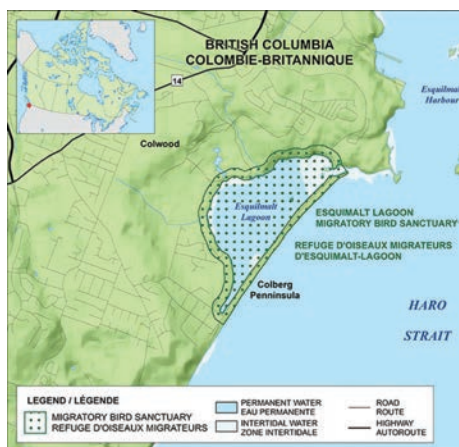 BRITISH COLUMBIA
COLOMBIE-BRITANNIQUE
14
Esquimalt
Harbour
Colwood
Esquimalt
Lagoon
ESQUIMALT LAGOON
MIGRATORY BIRD SANCTUARY
REFUGE D'OISEAUX MIGRATEURS
D'ESQUIMALT-LAGOON
Colberg
Penninsula
HARO
STRAIT
LEGEND / LÉGENDE
MIGRATORY BIRD SANCTUARY
REFUGE D'OISEAUX MIGRATEURS
PERMANENT WATER
EAU PERMANENTE
INTERTIDAL WATER
ZONE INTERTIDALE
ROAD
ROUTE
HIGHWAY
AUTOROUTE